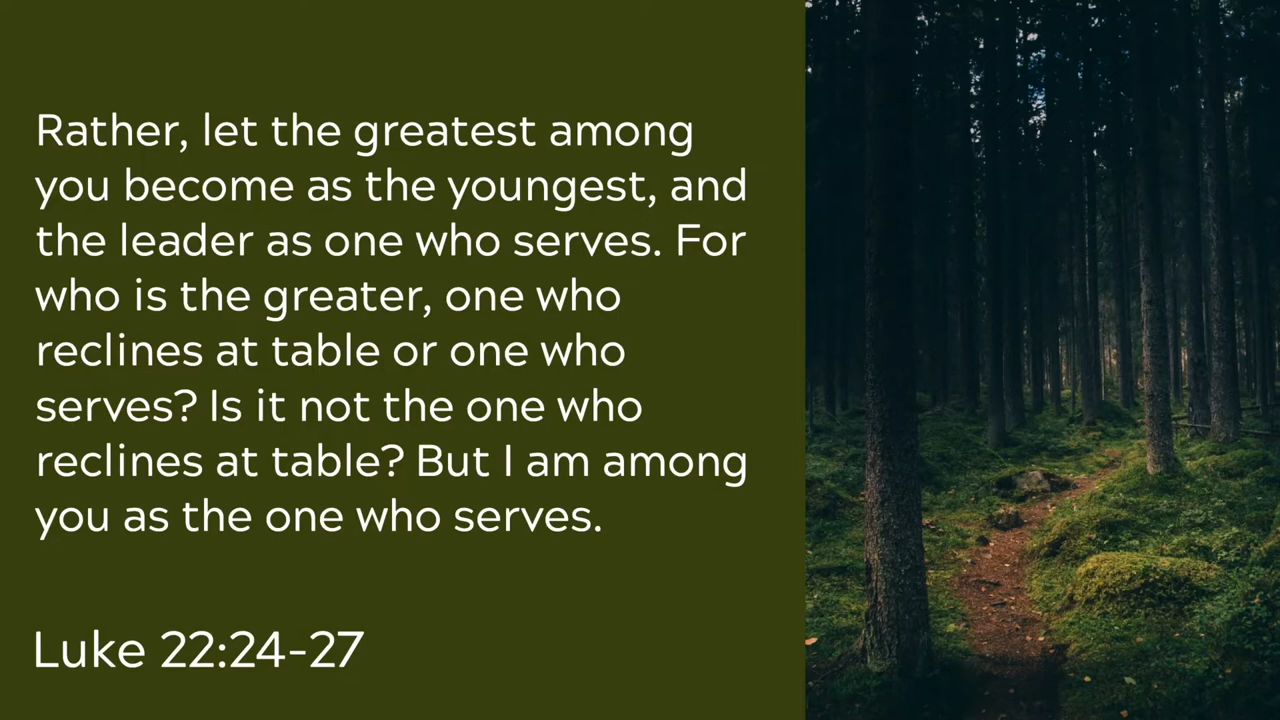 Rather, let the greatest among
you become as the youngest, and
the leader as one who serves. For
who is the greater, one who
reclines at table or one who
serves? Is it not the one who
reclines at table? But I am among
you as the one who serves.
Luke 22:24-27